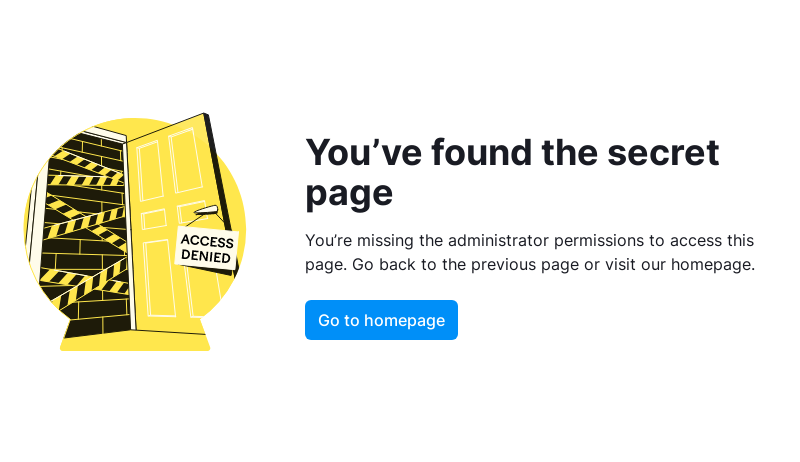 You’ve found the secret
page
You’re missing the administrator permissions to access this
page. Go back to the previous page or visit our homepage.
ACCESS
DENIED
Go to homepage